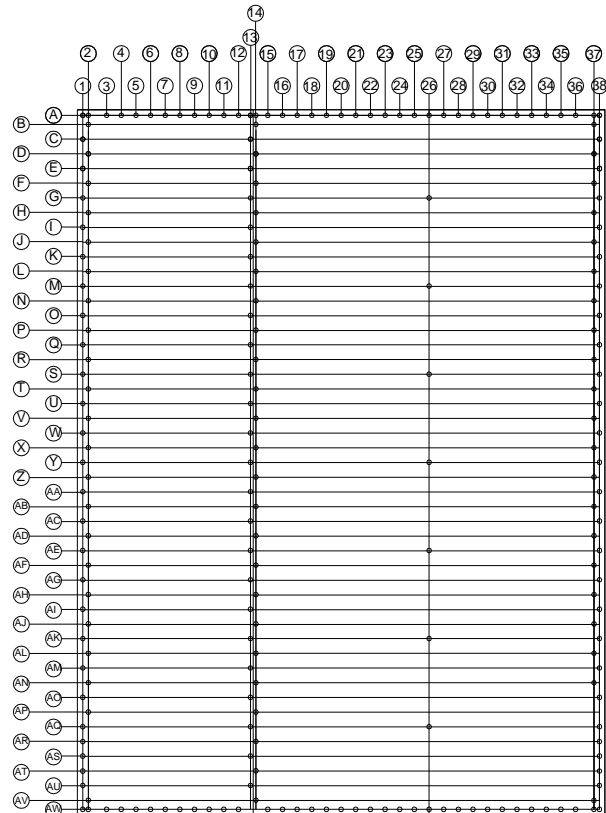 14
13
2 4 6 8 10 12 15 17 19 21 23 25 27 29 31 33 35 37
1 3 5 7 9 11 16 18 20 22 24 26 28 30 32 34 36 38
A
B
C
D
E
F
G
H
I
J
K
L
M
N
O
P
Q
R
S
T
U
V
W
X
Y
Z
AA
AB
AC
AD
AE
AF
AG
AH
AI
AJ
AK
AL
AM
AN
AO
AP
AQ
AR
AS
AT
AU
AV
AW